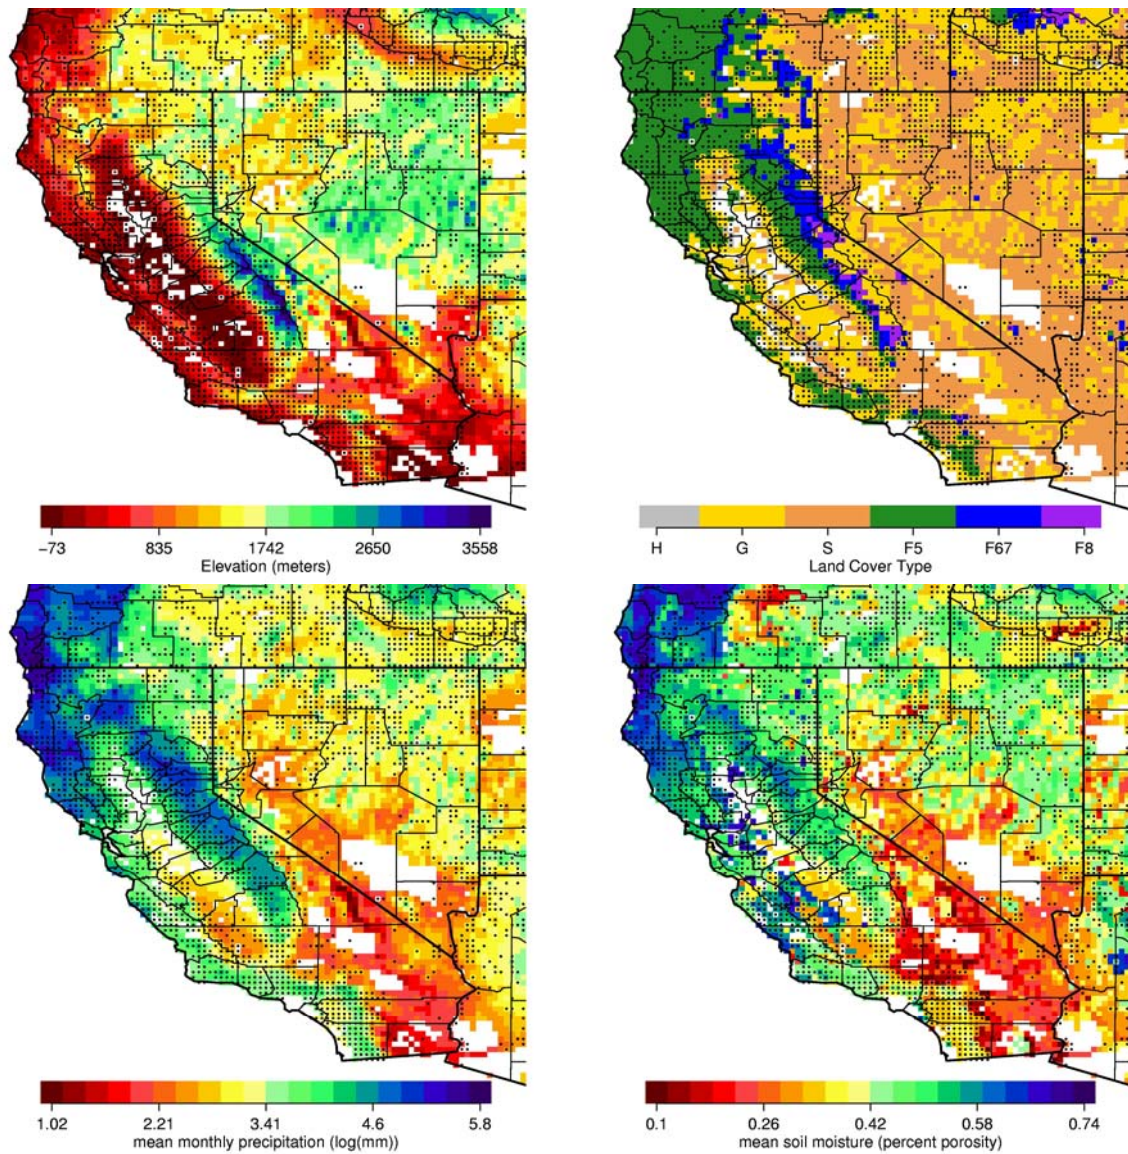 −73 835 1742 2650 3558
Elevation (meters)
H G S F5 F67 F8
Land Cover Type
1.02 2.21 3.41 4.6 5.8
mean monthly precipitation (log(mm))
0.1 0.26 0.42 0.58 0.74
mean soil moisture (percent porosity)